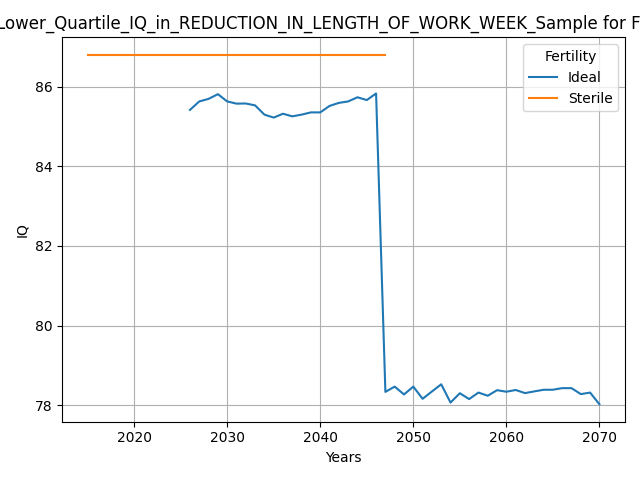 Lower_Quartile_IQ_in_REDUCTION_IN_LENGTH_OF_WORK_WEEK_Sample for F
Fertility
Ideal
Sterile
86
84
82
80
78
IQ
2020 2030 2040 2050 2060 2070
Years